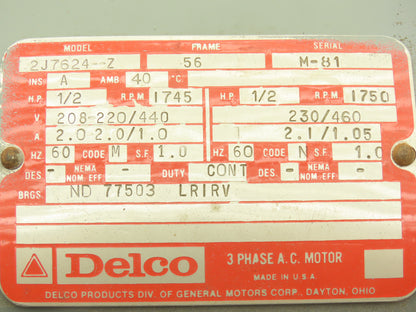 MODEL FRAME SERIAL
2J7624--Z 56 M-81
INS A AMB 40 °C
H.P. 1/2 R.P.M 1745 H.P. 1/2 R.P.M 1750
V. 208-220/440 230/460
A 2.0-2.0/1.0 2.1/1.05
HZ 60 CODE M S.F. 1.0 HZ 60 CODE N S.F. 1.0
DES - NEMA NOM. EFF - DUTY CONT DES - NEMA NOM. EFF -
BRGS ND 77503 LRIRV
Delco 3 PHASE A.C. MOTOR
MADE IN U.S.A.
DELCO PRODUCTS DIV. OF GENERAL MOTORS CORP., DAYTON, OHIO